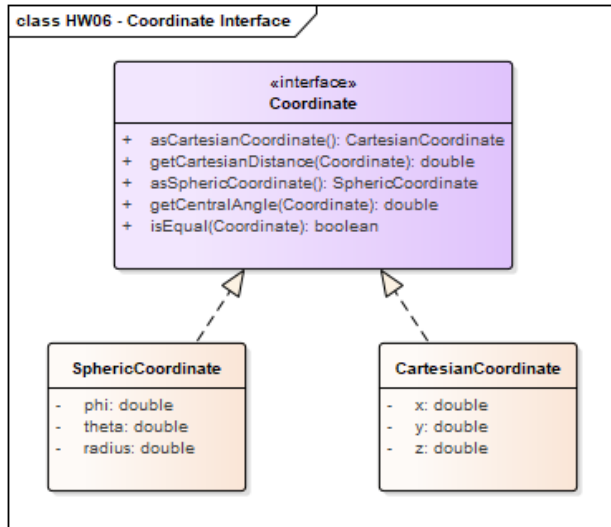 class HW06 - Coordinate Interface
«interface»
Coordinate
+ asCartesianCoordinate(): CartesianCoordinate
+ getCartesianDistance(Coordinate): double
+ asSphericCoordinate(): SphericCoordinate
+ getCentralAngle(Coordinate): double
+ isEqual(Coordinate): boolean
SphericCoordinate
- phi: double
- theta: double
- radius: double
CartesianCoordinate
- x: double
- y: double
- z: double